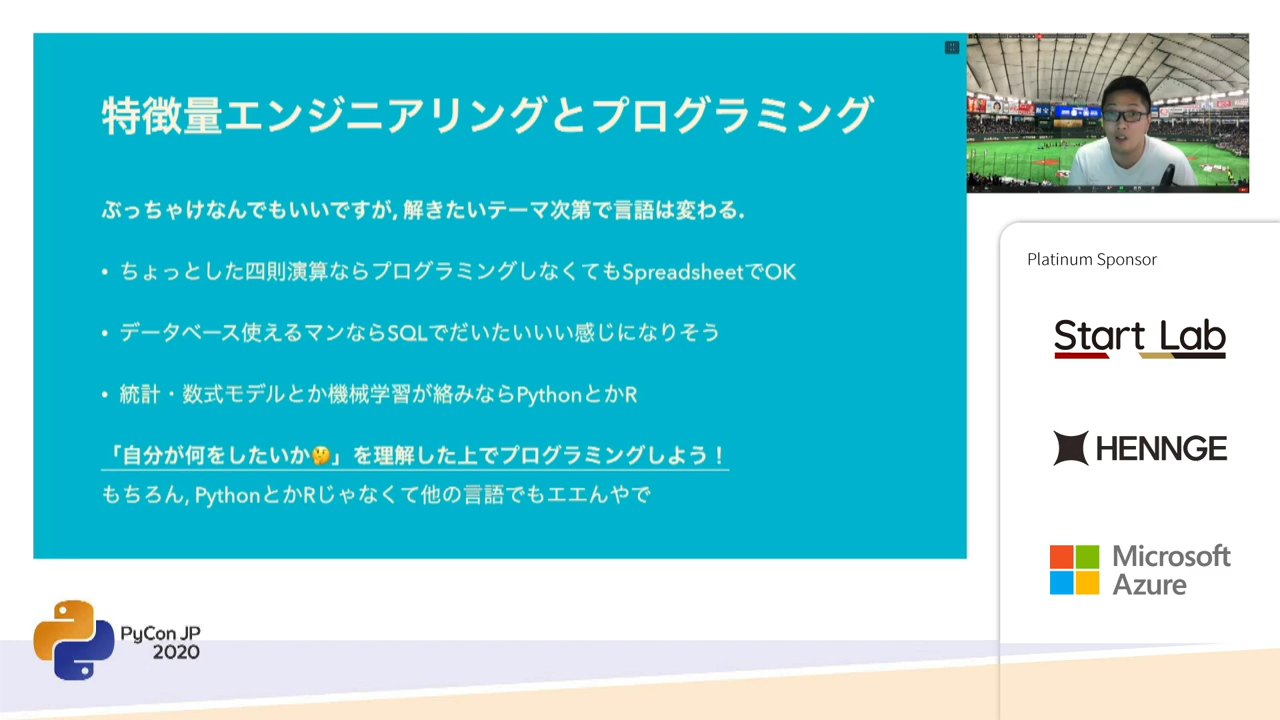 特徴量エンジニアリングとプログラミング
ぶっちゃけなんでもいいですが, 解きたいテーマ次第で言語は変わる.
• ちょっとした四則演算ならプログラミングしなくてもSpreadsheetでOK
• データベース使えるマンならSQLでだいたいいい感じになりそう
• 統計・数式モデルとか機械学習が絡みならPythonとかR
「自分が何をしたいか🤔」を理解した上でプログラミングしよう！
もちろん, PythonとかRじゃなくて他の言語でもエエんやで
Platinum Sponsor
Start Lab
HENNGE
Microsoft
Azure
PyCon JP
2020